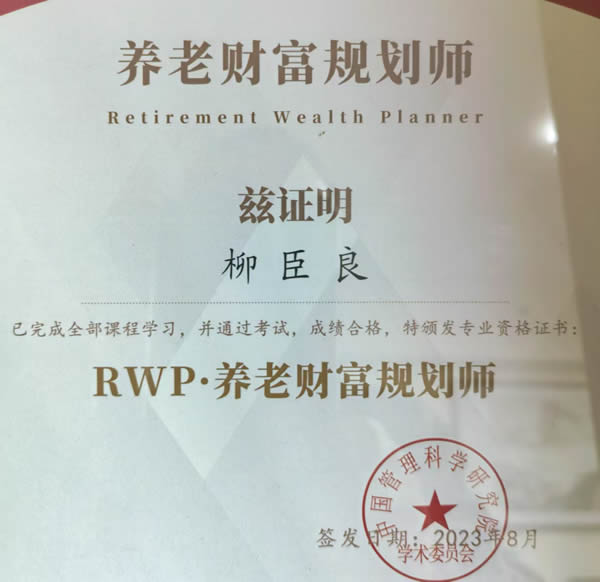 养老财富规划师
Retirement Wealth Planner
兹证明
柳臣良
已完成全部课程学习，并通过考试，成绩合格，特颁发专业资格证书：
RWP·养老财富规划师
中国管理科学研究院
学术委员会
签发日期：2023年8月